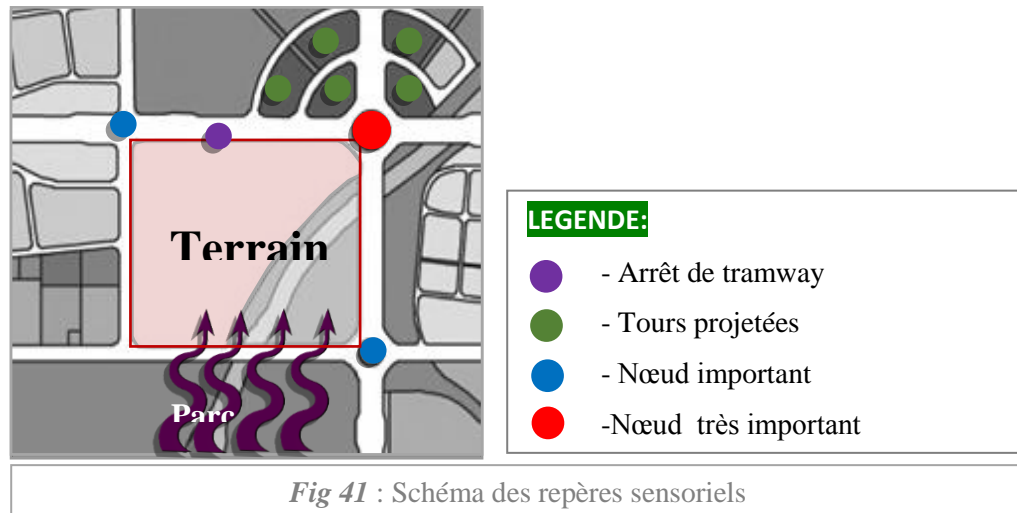 Terrain
Parc
LEGENDE:
- Arrêt de tramway
- Tours projetées
- Nœud important
-Nœud très important
Fig 41 : Schéma des repères sensoriels